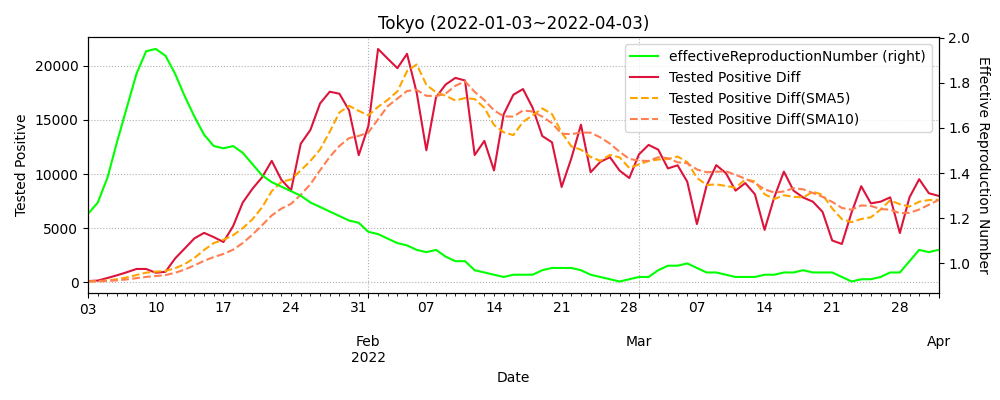 Tokyo (2022-01-03~2022-04-03)
effectiveReproductionNumber (right)
Tested Positive Diff
Tested Positive Diff(SMA5)
Tested Positive Diff(SMA10)
Tested Positive
20000
15000
10000
5000
0
Effective Reproduction Number
2.0
1.8
1.6
1.4
1.2
1.0
03 10 17 24 31 07 14 21 28 07 14 21 28
Feb Mar Apr
2022
Date